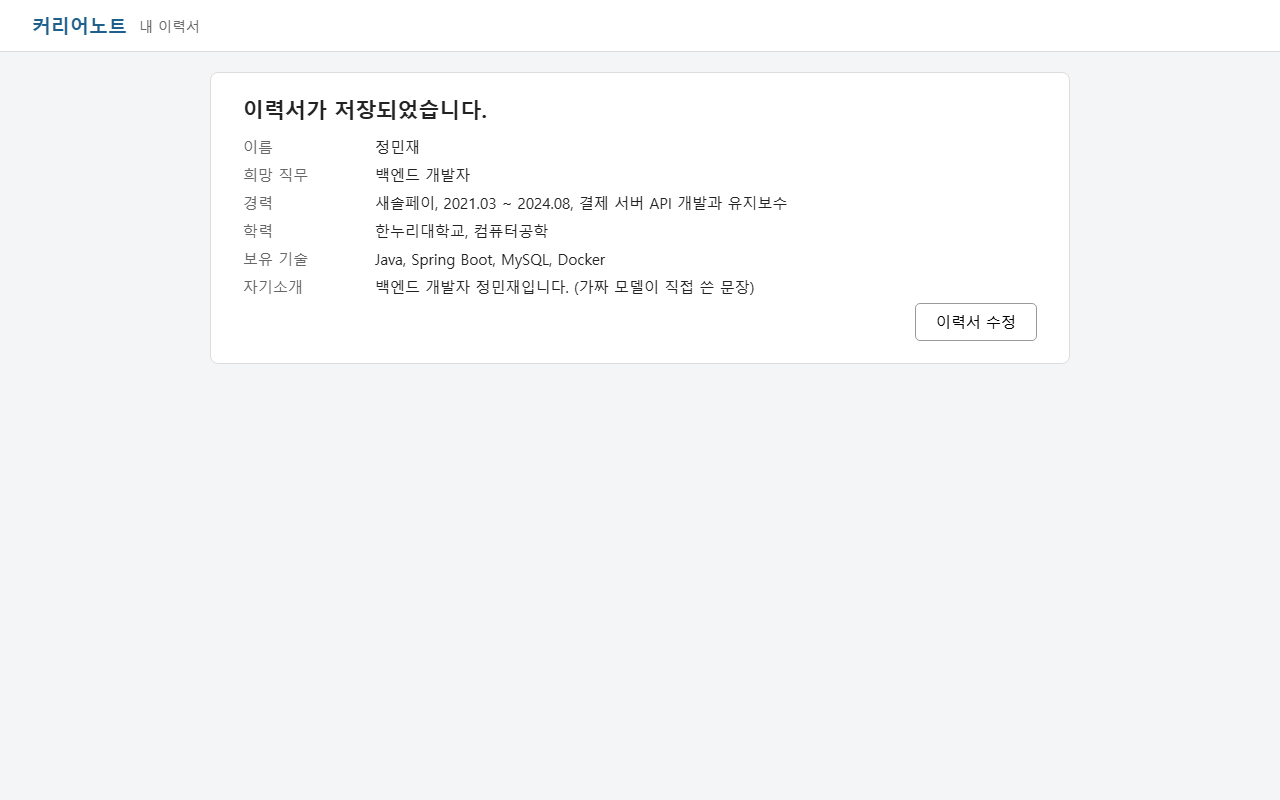 커리어노트 내 이력서
이력서가 저장되었습니다.
이름 정민재
희망 직무 백엔드 개발자
경력 새솔페이, 2021.03 ~ 2024.08, 결제 서버 API 개발과 유지보수
학력 한누리대학교, 컴퓨터공학
보유 기술 Java, Spring Boot, MySQL, Docker
자기소개 백엔드 개발자 정민재입니다. (가짜 모델이 직접 쓴 문장)
이력서 수정